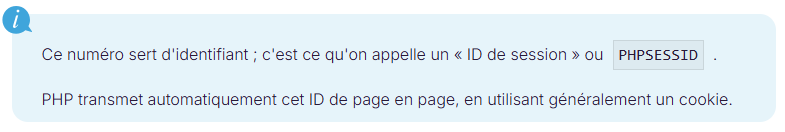 i
Ce numéro sert d'identifiant ; c'est ce qu'on appelle un « ID de session » ou PHPSESSID .
PHP transmet automatiquement cet ID de page en page, en utilisant généralement un cookie.